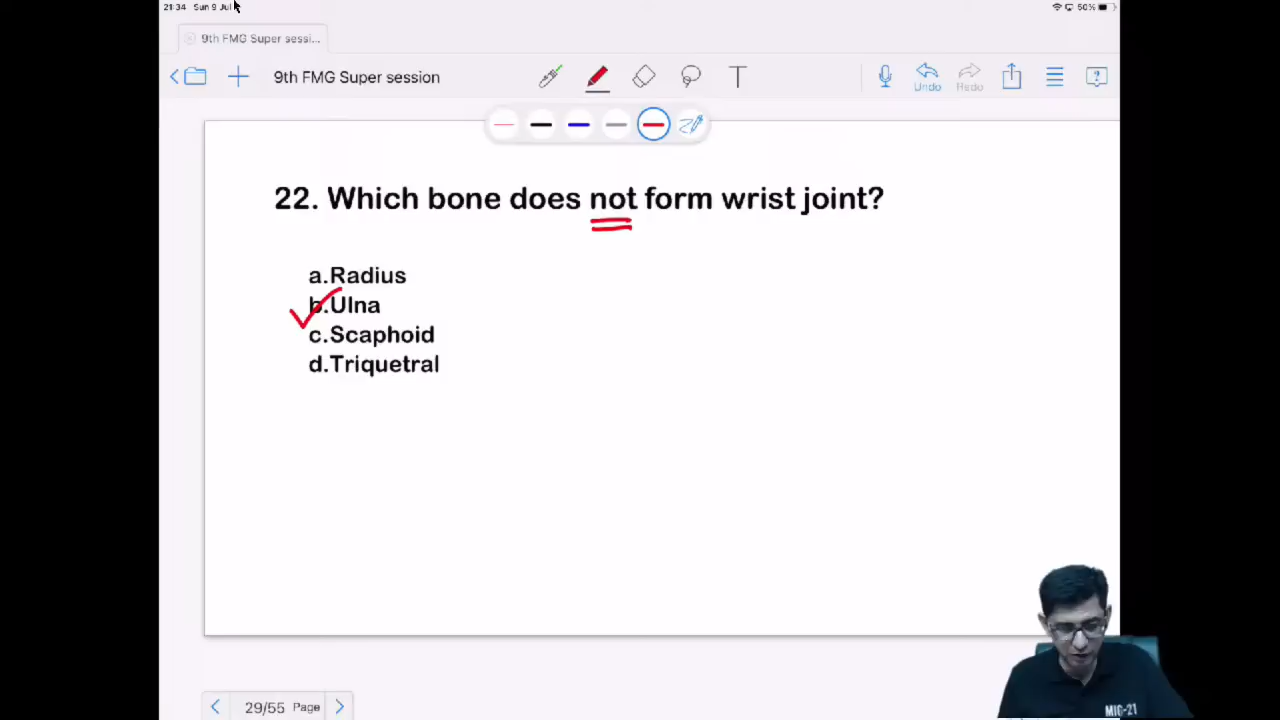 21:34 Sun 9 Jul
50%
9th FMG Super sessi...
9th FMG Super session
T
Undo
Redo
?
22. Which bone does not form wrist joint?
a.Radius
b.Ulna
c.Scaphoid
d.Triquetral
29/55 Page
MIG-21